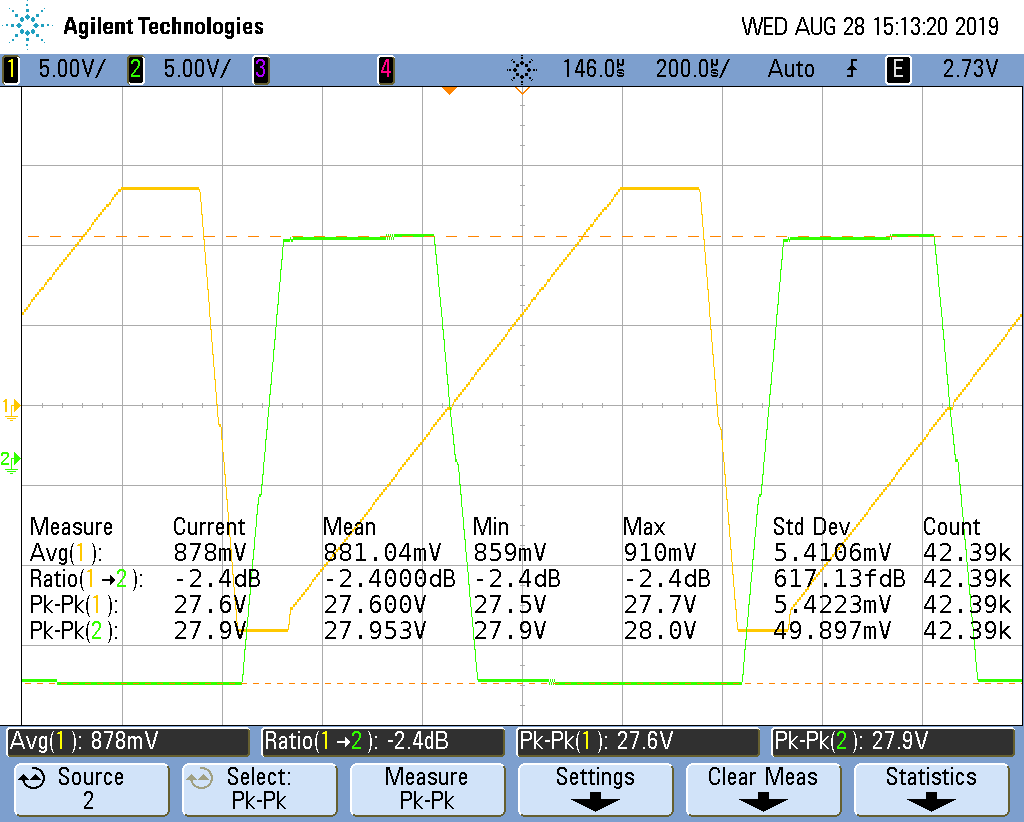 Agilent Technologies WED AUG 28 15:13:20 2019
1 5.00V/ 2 5.00V/ 3 4 146.0µs 200.0µs/ Auto E 2.73V
1
2
Measure Current Mean Min Max Std Dev Count
Avg(1): 878mV 881.04mV 859mV 910mV 5.4106mV 42.39k
Ratio(1→2): -2.4dB -2.4000dB -2.4dB -2.4dB 617.13fdB 42.39k
Pk-Pk(1): 27.6V 27.600V 27.5V 27.7V 5.4223mV 42.39k
Pk-Pk(2): 27.9V 27.953V 27.9V 28.0V 49.897mV 42.39k
Avg(1): 878mV Ratio(1→2): -2.4dB Pk-Pk(1): 27.6V Pk-Pk(2): 27.9V
Source Select: Measure Settings Clear Meas Statistics
2 Pk-Pk Pk-Pk